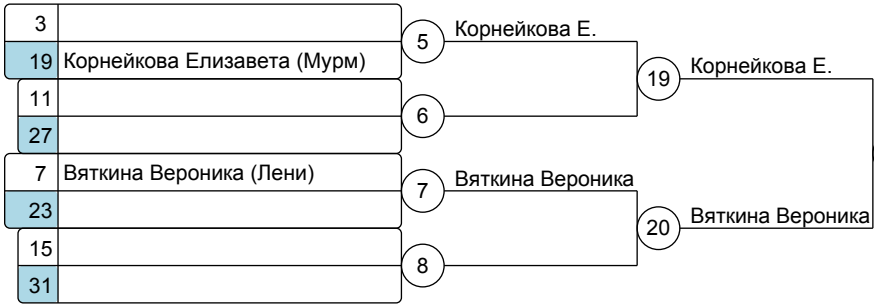 3
5
Корнейкова Е.
19 Корнейкова Елизавета (Мурм)
19
Корнейкова Е.
11
6
27
7 Вяткина Вероника (Лени)
7
Вяткина Вероника
23
20
Вяткина Вероника
15
8
31